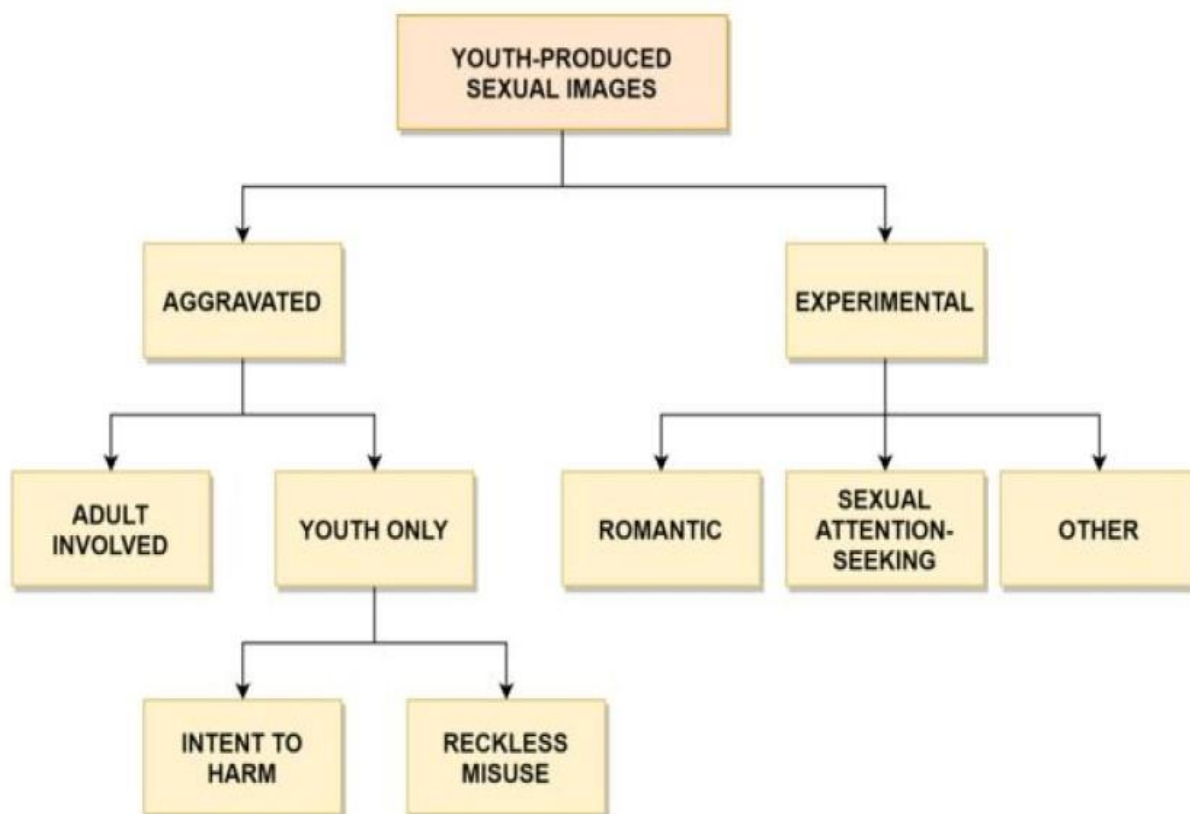 YOUTH-PRODUCED
SEXUAL IMAGES
AGGRAVATED
EXPERIMENTAL
ADULT
INVOLVED
YOUTH ONLY
ROMANTIC
SEXUAL
ATTENTION-
SEEKING
OTHER
INTENT TO
HARM
RECKLESS
MISUSE